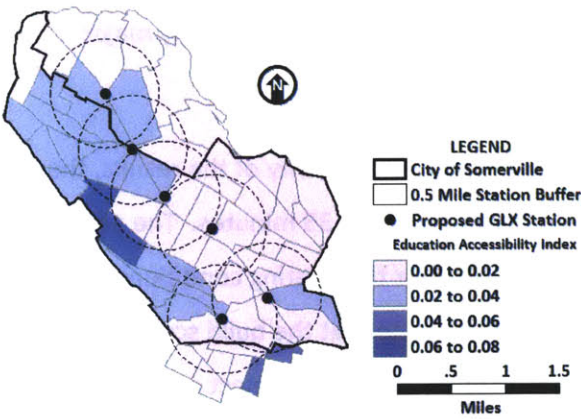 N
LEGEND
City of Somerville
0.5 Mile Station Buffer
Proposed GLX Station
Education Accessibility Index
0.00 to 0.02
0.02 to 0.04
0.04 to 0.06
0.06 to 0.08
0 .5 1 1.5
Miles